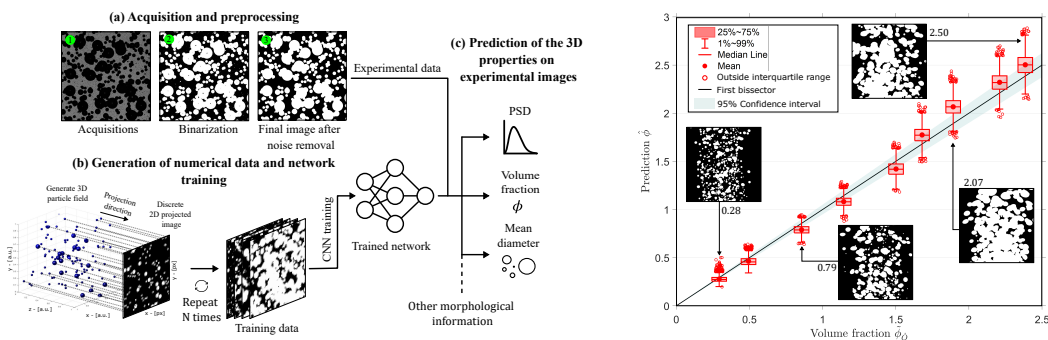 (a) Acquisition and preprocessing
1
2
3
Acquisitions
Binarization
Final image after
noise removal
Experimental data
(b) Generation of numerical data and network
training
Generate 3D
particle field
Projection
direction
Discrete
2D projected
image
y - [a.u.]
z - [a.u.]
x - [a.u.]
y - [px]
x - [px]
Repeat
N times
Training data
CNN training
Trained network
(c) Prediction of the 3D
properties on
experimental images
PSD
Volume
fraction
ϕ
Mean
diameter
Other morphological
information
25%~75%
1%~99%
Median Line
Mean
Outside interquartile range
First bisector
95% Confidence interval
2.50
0.28
0.79
2.07
3
2.5
2
1.5
1
0.5
0
Prediction ϕ̂
0
0.5
1
1.5
2
2.5
Volume fraction